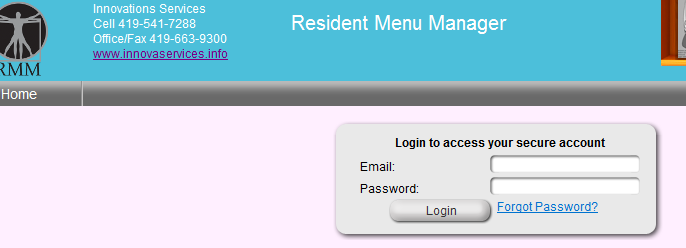 Innovations Services
Cell 419-541-7288
Office/Fax 419-663-9300
www.innovaservices.info
Resident Menu Manager
RMM
Home
Login to access your secure account
Email:
Password:
Login
Forgot Password?